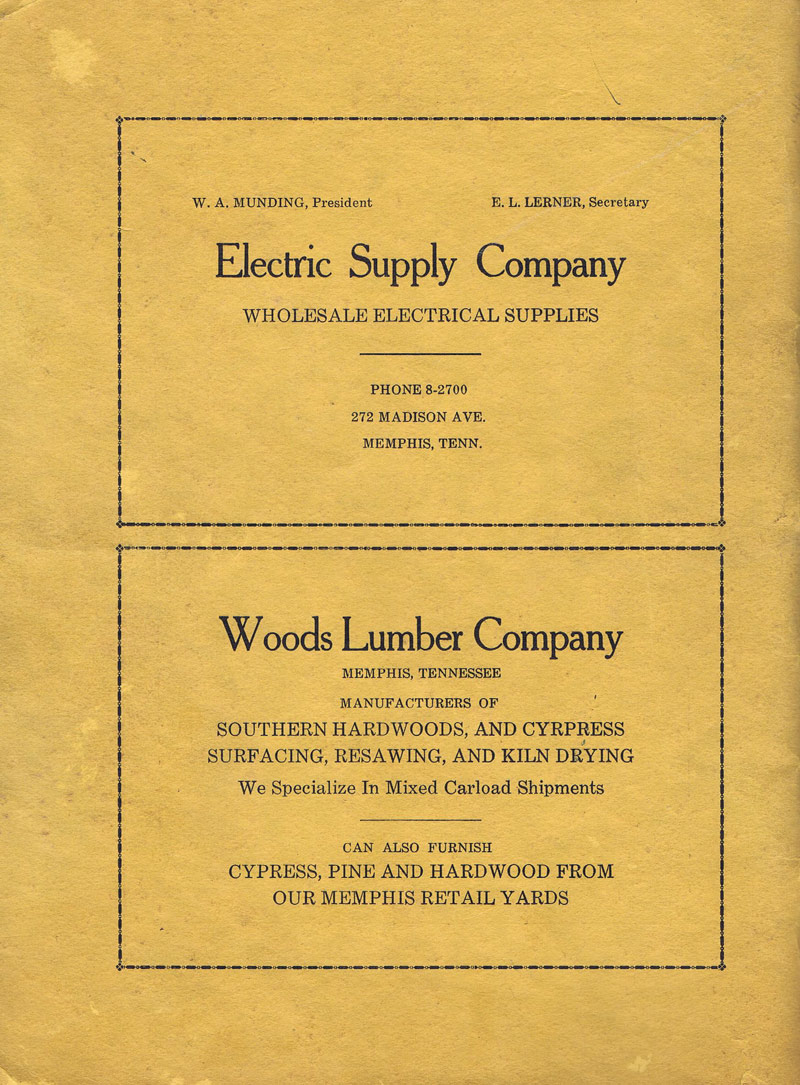 W. A. MUNDING, President E. L. LERNER, Secretary
Electric Supply Company
WHOLESALE ELECTRICAL SUPPLIES
PHONE 8-2700
272 MADISON AVE.
MEMPHIS, TENN.
Woods Lumber Company
MEMPHIS, TENNESSEE
MANUFACTURERS OF
SOUTHERN HARDWOODS, AND CYRPRESS
SURFACING, RESAWING, AND KILN DRYING
We Specialize In Mixed Carload Shipments
CAN ALSO FURNISH
CYPRESS, PINE AND HARDWOOD FROM
OUR MEMPHIS RETAIL YARDS